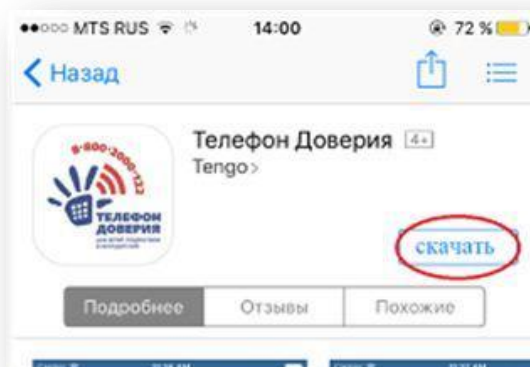 MTS RUS 14:00 72 %
Назад
Телефон Доверия 4+
Tengo >
8-800-2000-122
ТЕЛЕФОН
ДОВЕРИЯ
скачать
Подробнее Отзывы Похожие